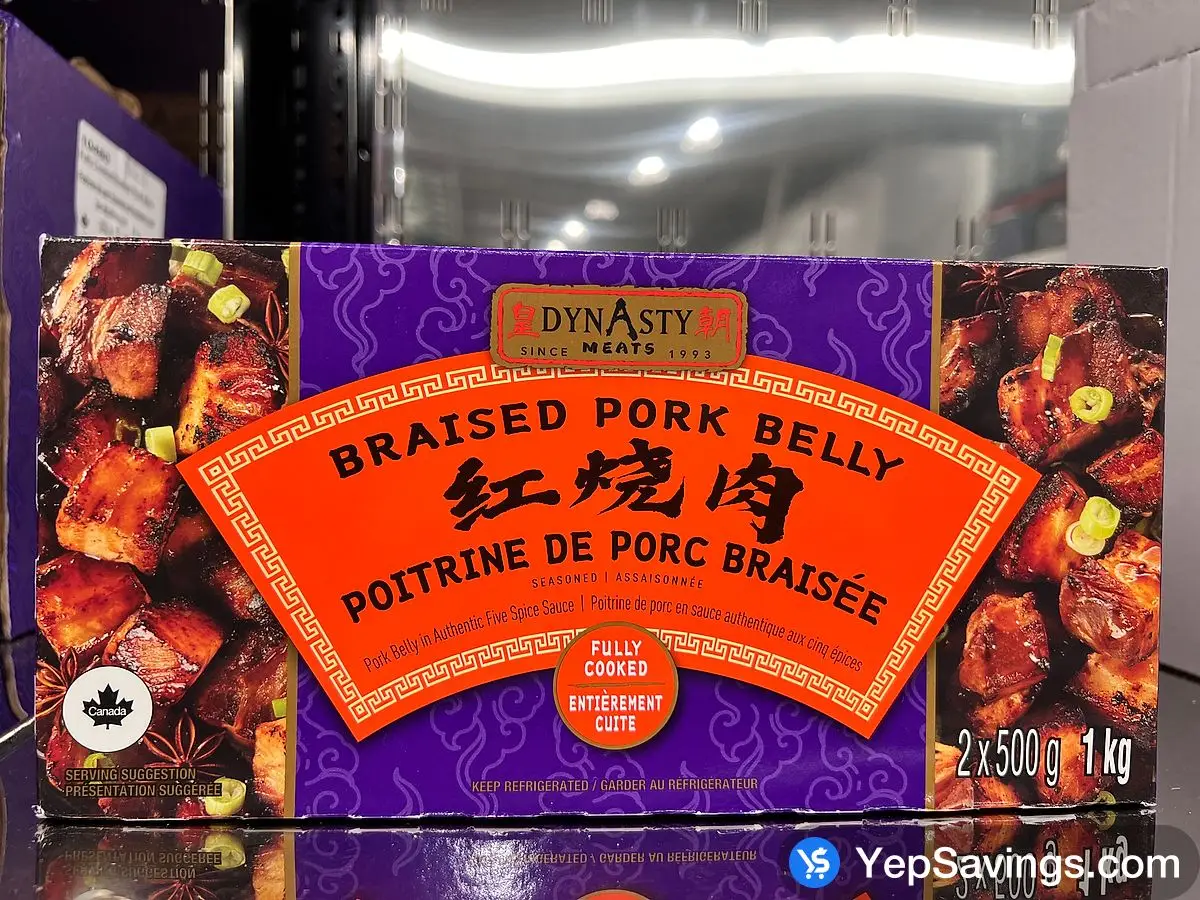 皇 DYNASTY 朝
SINCE MEATS 1993
BRAISED PORK BELLY
红烧肉
POITRINE DE PORC BRAISÉE
SEASONED | ASSAISONNÉE
Pork Belly in Authentic Five Spice Sauce | Poitrine de porc en sauce authentique aux cinq épices
FULLY
COOKED
ENTIÈREMENT
CUITE
Canada
2 x 500 g 1 kg
SERVING SUGGESTION
PRÉSENTATION SUGGÉRÉE
KEEP REFRIGERATED / GARDER AU RÉFRIGÉRATEUR
YepSavings.com